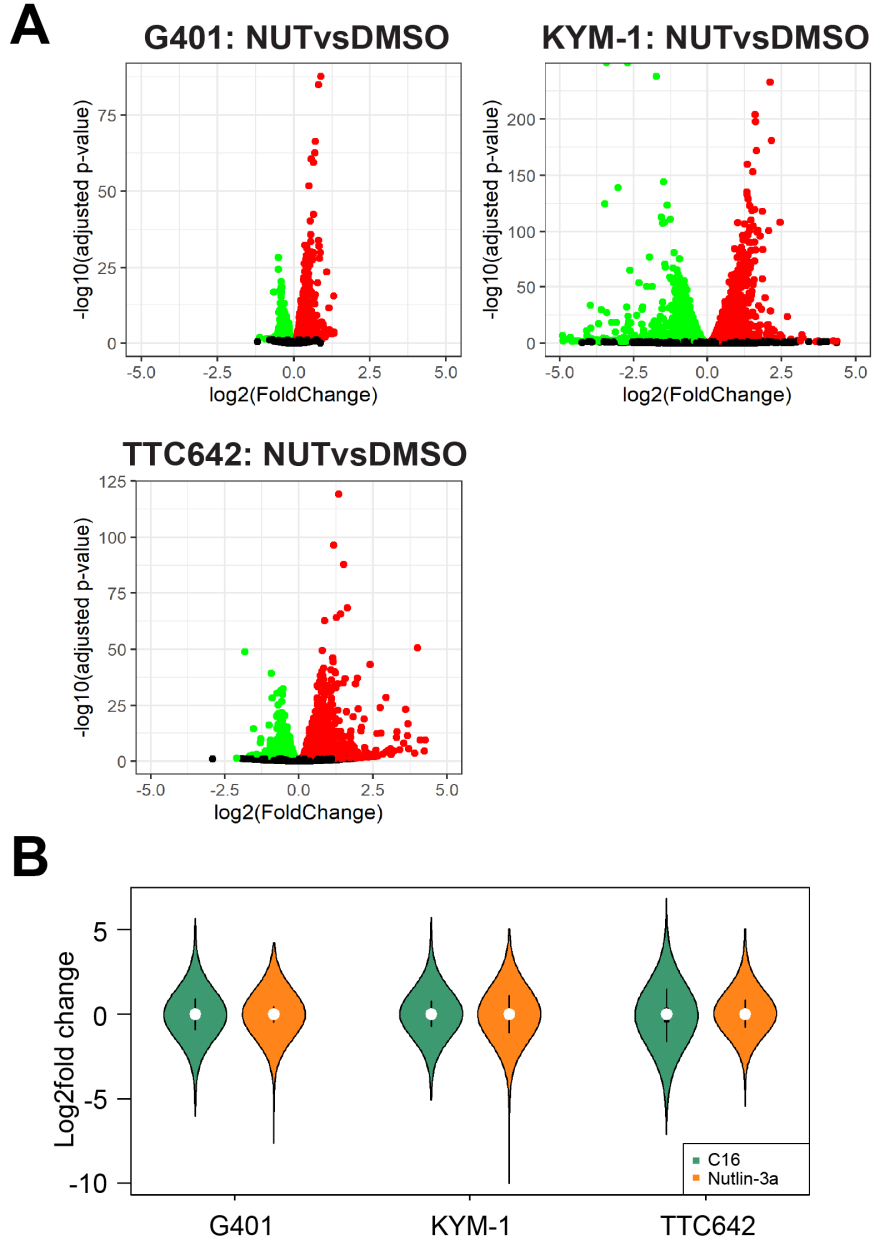 A
G401: NUTvsDMSO
KYM-1: NUTvsDMSO
-log10(adjusted p-value)
75
50
25
0
-5.0
-2.5
0.0
2.5
5.0
log2(FoldChange)
-log10(adjusted p-value)
200
150
100
50
0
-5.0
-2.5
0.0
2.5
5.0
log2(FoldChange)
TTC642: NUTvsDMSO
-log10(adjusted p-value)
125
100
75
50
25
0
-5.0
-2.5
0.0
2.5
5.0
log2(FoldChange)
B
Log2fold change
5
0
-5
-10
C16
Nutlin-3a
G401
KYM-1
TTC642